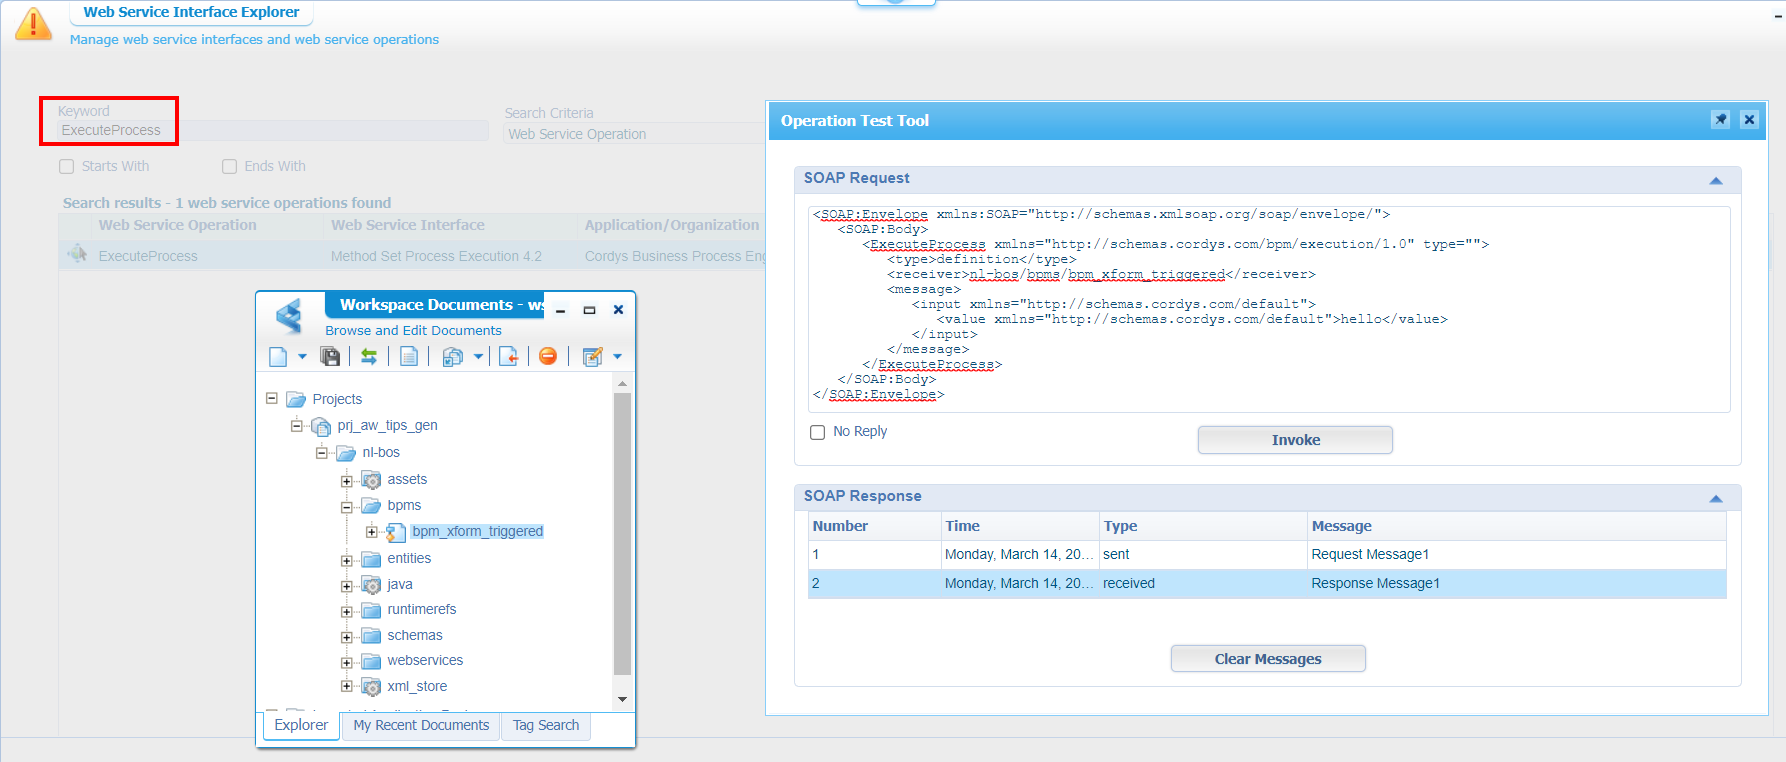 Web Service Interface Explorer
Manage web service interfaces and web service operations
Keyword
ExecuteProcess
Search Criteria
Web Service Operation
Starts With
Ends With
Search results - 1 web service operations found
Web Service Operation Web Service Interface Application/Organization
ExecuteProcess Method Set Process Execution 4.2 Cordys Business Process Eng
Workspace Documents - ws
Browse and Edit Documents
Projects
prj_aw_tips_gen
nl-bos
assets
bpms
bpm_xform_triggered
entities
java
runtimerefs
schemas
webservices
xml_store
Explorer My Recent Documents Tag Search
Operation Test Tool
SOAP Request
<SOAP:Envelope xmlns:SOAP="http://schemas.xmlsoap.org/soap/envelope/">
<SOAP:Body>
<ExecuteProcess xmlns="http://schemas.cordys.com/bpm/execution/1.0" type="">
<type>definition</type>
<receiver>nl-bos/bpms/bpm_xform_triggered</receiver>
<message>
<input xmlns="http://schemas.cordys.com/default">
<value xmlns="http://schemas.cordys.com/default">hello</value>
</input>
</message>
</ExecuteProcess>
</SOAP:Body>
</SOAP:Envelope>
No Reply
Invoke
SOAP Response
Number Time Type Message
1 Monday, March 14, 20... sent Request Message1
2 Monday, March 14, 20... received Response Message1
Clear Messages